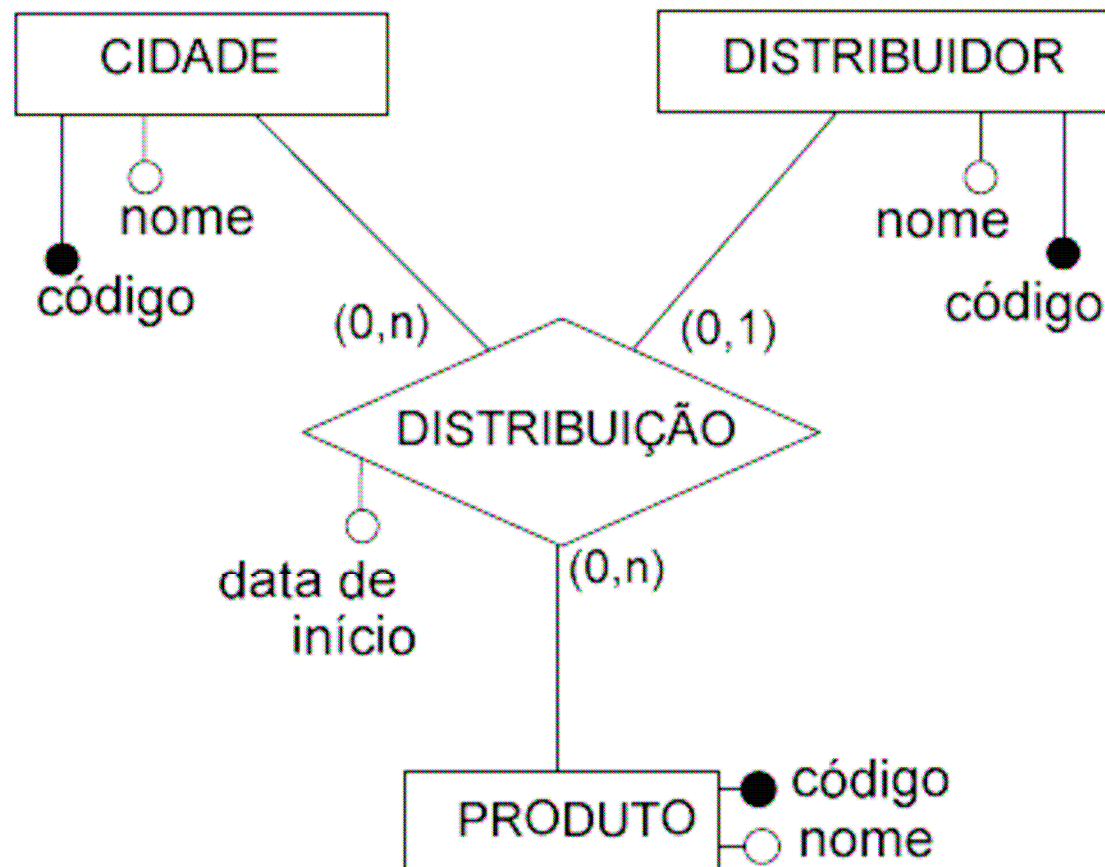 CIDADE
DISTRIBUIDOR
nome
código
nome
código
(0,n)
(0,1)
DISTRIBUIÇÃO
data de
início
(0,n)
PRODUTO
código
nome